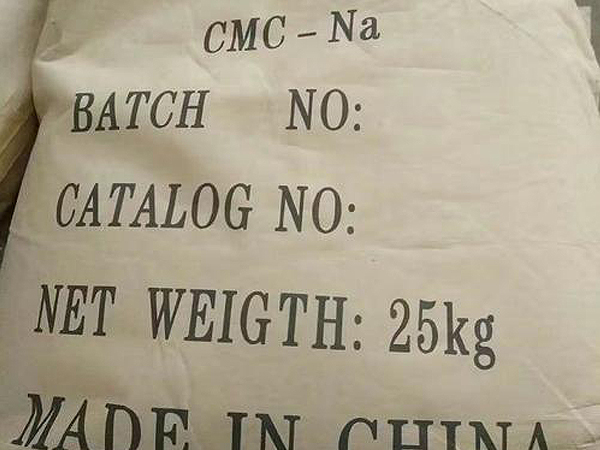 CMC - Na
BATCH NO:
CATALOG NO:
NET WEIGTH: 25kg
MADE IN CHINA